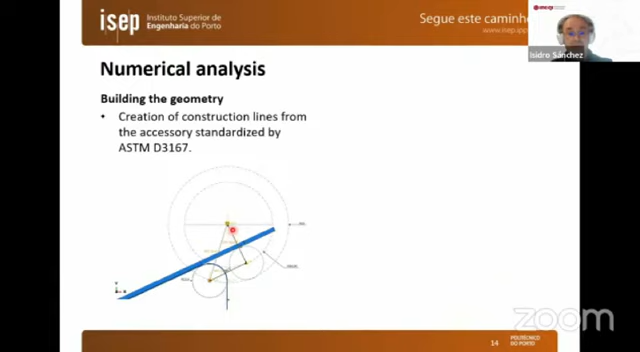 isep
Instituto Superior de
Engenharia do Porto
Segue este caminho
Isidro Sánchez
Numerical analysis
Building the geometry
• Creation of construction lines from
the accessory standardized by
ASTM D3167.
14
POLITÉCNICO
DO PORTO
zoom